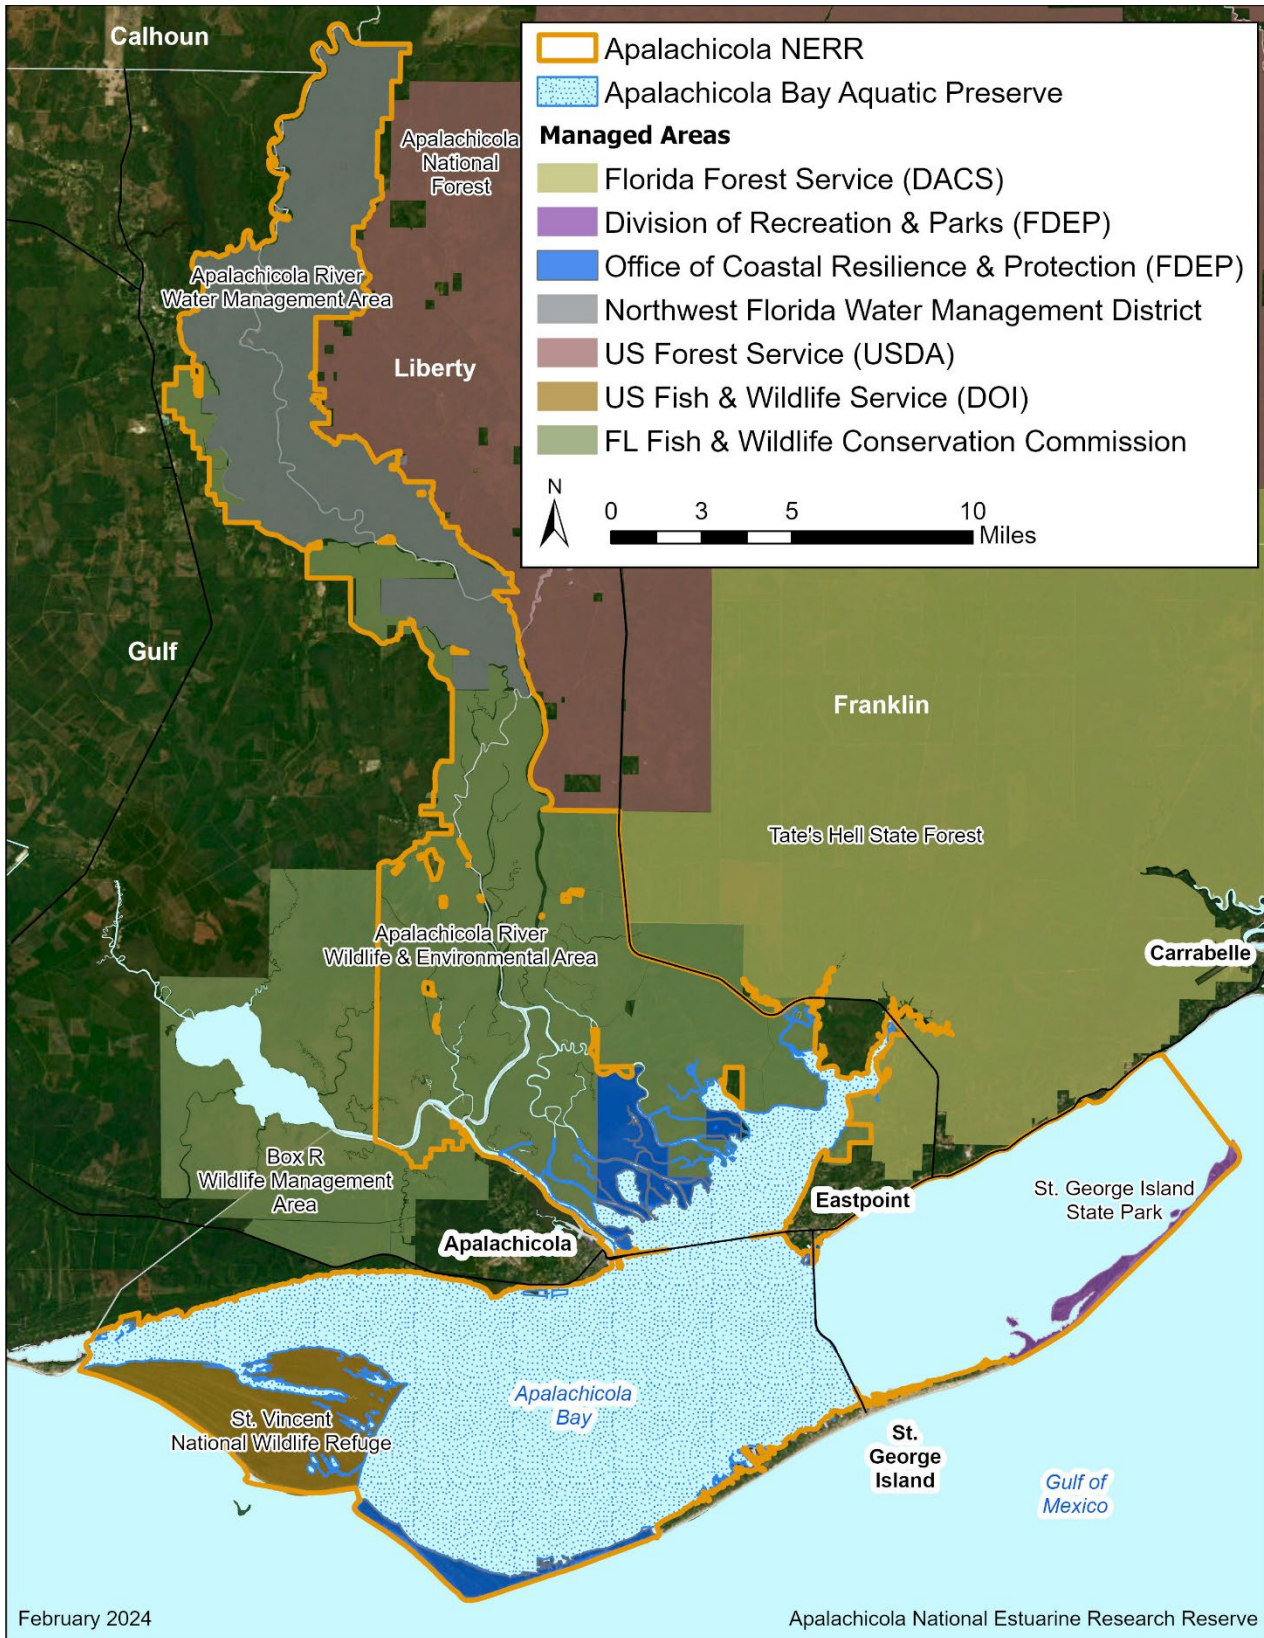 Calhoun
Apalachicola NERR
Apalachicola Bay Aquatic Preserve
Managed Areas
Florida Forest Service (DACS)
Division of Recreation & Parks (FDEP)
Office of Coastal Resilience & Protection (FDEP)
Northwest Florida Water Management District
US Forest Service (USDA)
US Fish & Wildlife Service (DOI)
FL Fish & Wildlife Conservation Commission
N
0 3 5 10
Miles
Apalachicola
National
Forest
Apalachicola River
Water Management Area
Liberty
Gulf
Franklin
Tate's Hell State Forest
Apalachicola River
Wildlife & Environmental Area
Carrabelle
Box R
Wildlife Management
Area
Eastpoint
St. George Island
State Park
Apalachicola
Apalachicola
Bay
St. Vincent
National Wildlife Refuge
St.
George
Island
Gulf of
Mexico
February 2024
Apalachicola National Estuarine Research Reserve